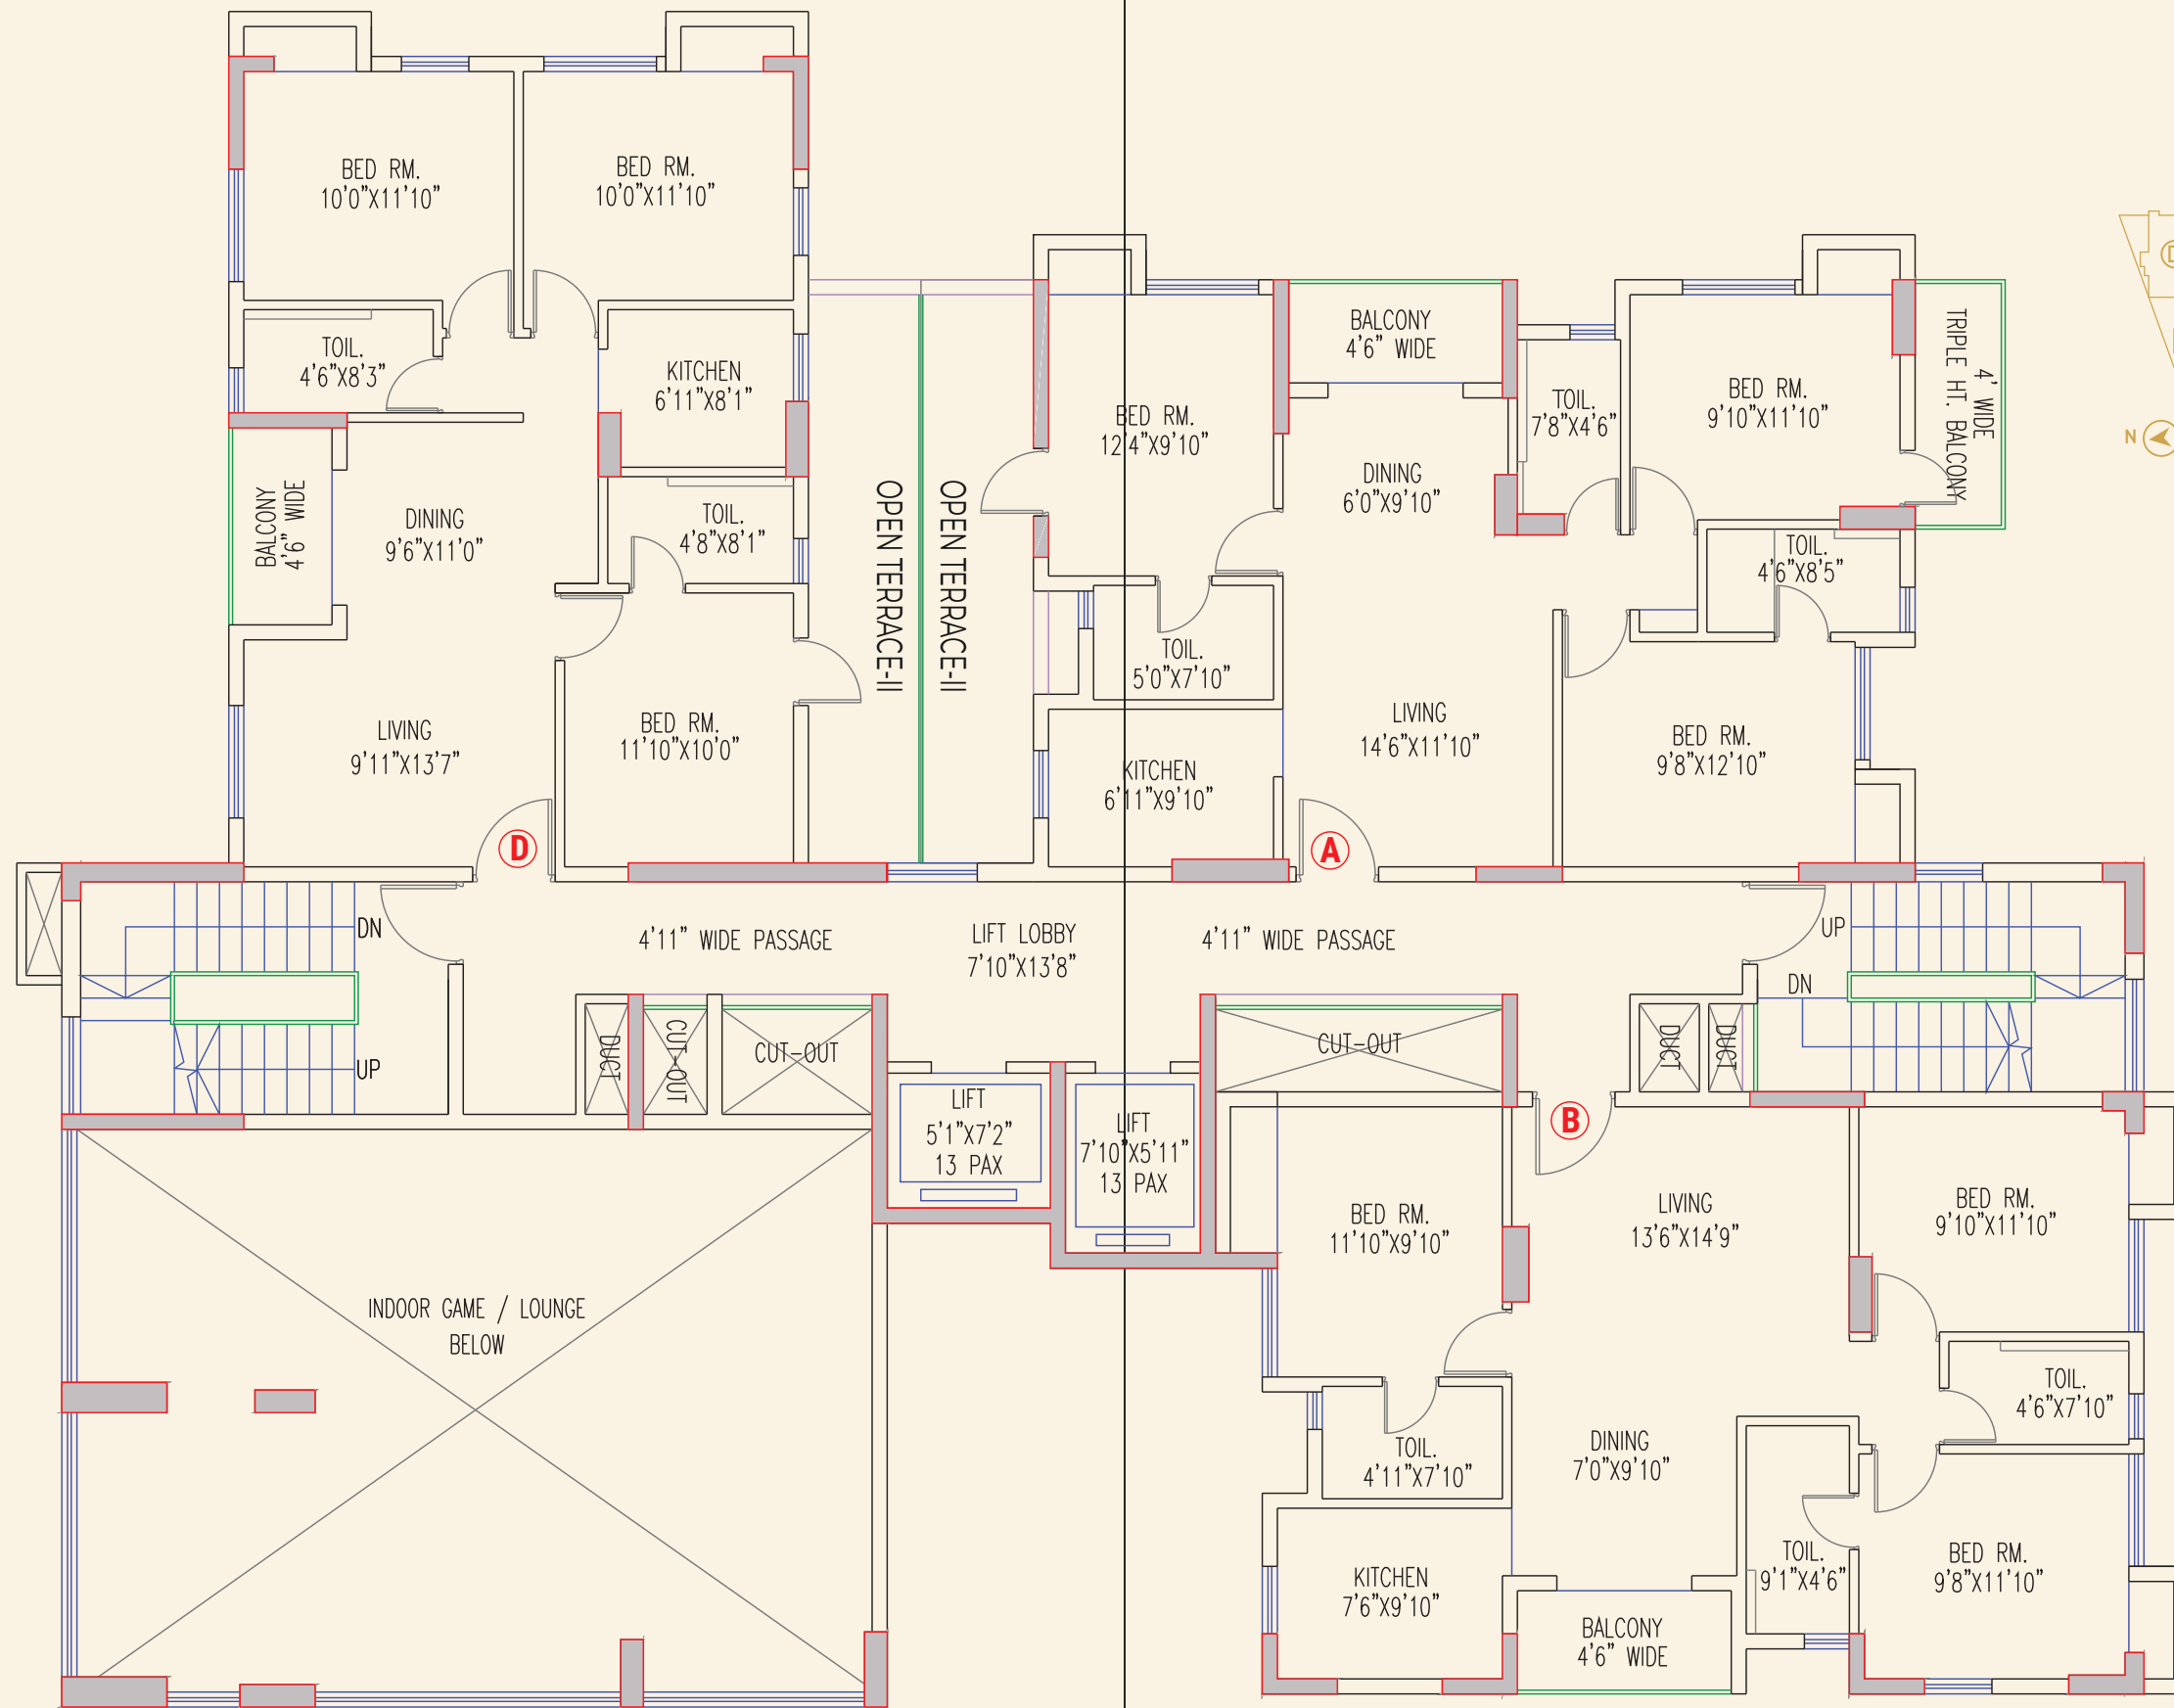 BED RM.
10'0"X11'10"
BED RM.
10'0"X11'10"
TOIL.
4'6"X8'3"
KITCHEN
6'11"X8'1"
BALCONY
4'6" WIDE
DINING
9'6"X11'0"
TOIL.
4'8"X8'1"
LIVING
9'11"X13'7"
BED RM.
11'10"X10'0"
D
OPEN TERRACE-II
OPEN TERRACE-II
BED RM.
12'4"X9'10"
BALCONY
4'6" WIDE
DINING
6'0"X9'10"
TOIL.
7'8"X4'6"
BED RM.
9'10"X11'10"
4' WIDE
TRIPLE HT. BALCONY
D
N
TOIL.
4'6"X8'5"
TOIL.
5'0"X7'10"
KITCHEN
6'11"X9'10"
LIVING
14'6"X11'10"
BED RM.
9'8"X12'10"
A
DN
UP
4'11" WIDE PASSAGE
LIFT LOBBY
7'10"X13'8"
4'11" WIDE PASSAGE
UP
DN
DUCT
CUT-OUT
CUT-OUT
CUT-OUT
DUCT
DUCT
LIFT
5'1"X7'2"
13 PAX
LIFT
7'10"X5'11"
13 PAX
B
INDOOR GAME / LOUNGE
BELOW
BED RM.
11'10"X9'10"
LIVING
13'6"X14'9"
BED RM.
9'10"X11'10"
TOIL.
4'6"X7'10"
TOIL.
4'11"X7'10"
DINING
7'0"X9'10"
KITCHEN
7'6"X9'10"
BALCONY
4'6" WIDE
TOIL.
9'1"X4'6"
BED RM.
9'8"X11'10"